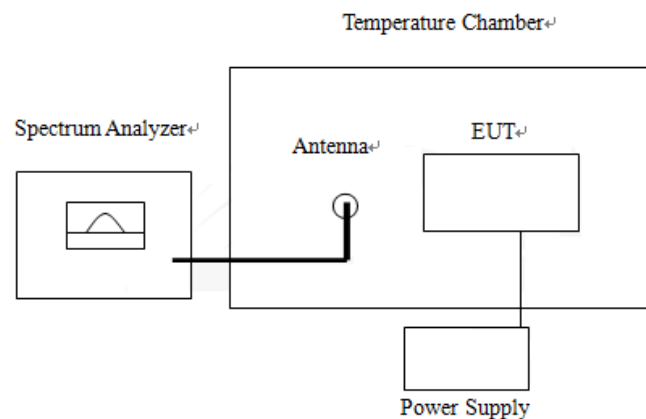 Temperature Chamber↵
Spectrum Analyzer↵
Antenna↵
EUT↵
Power Supply